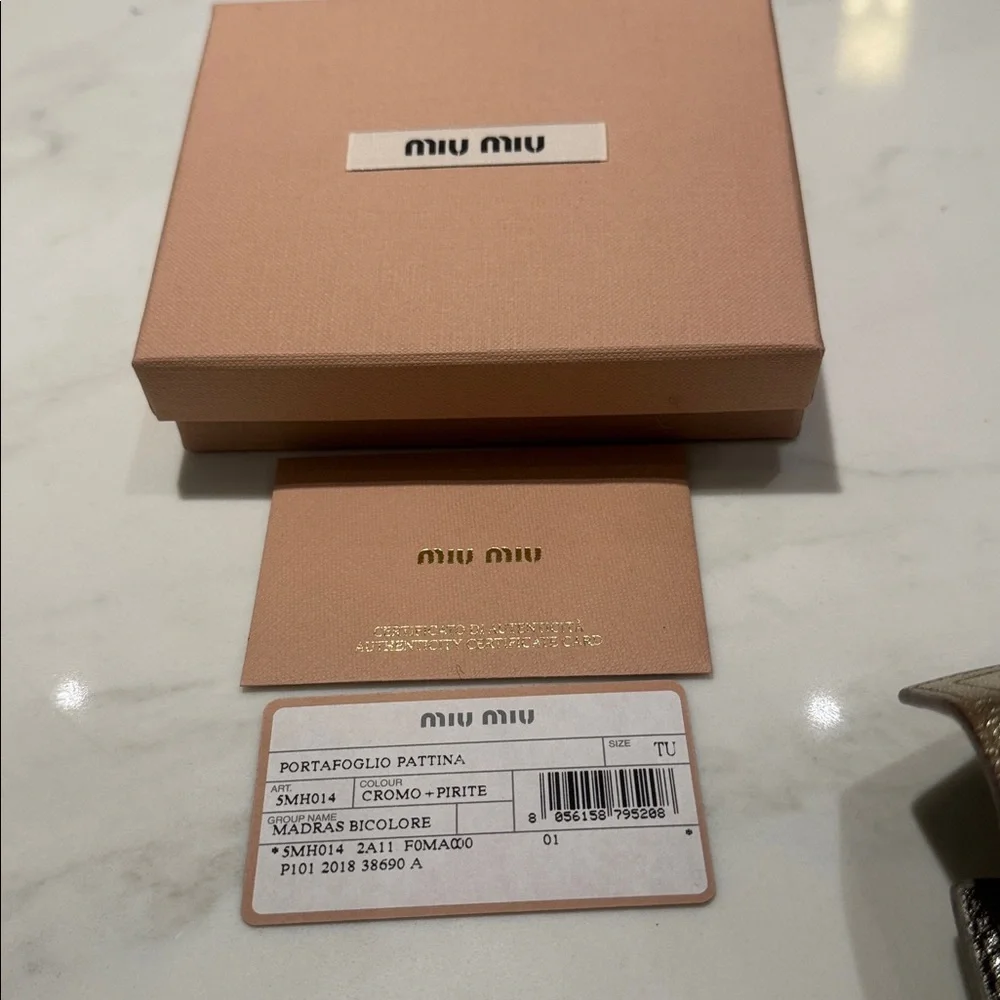 miu miu
miu miu
CERTIFICATO DI AUTENTICITÀ
AUTHENTICITY CERTIFICATE CARD
miu miu
PORTAFOGLIO PATTINA
SIZE TU
ART. 5MH014
COLOUR CROMO+PIRITE
GROUP NAME
MADRAS BICOLORE
8 056158 795208
*5MH014 2A11 F0MA000 01 *
P101 2018 38690 A